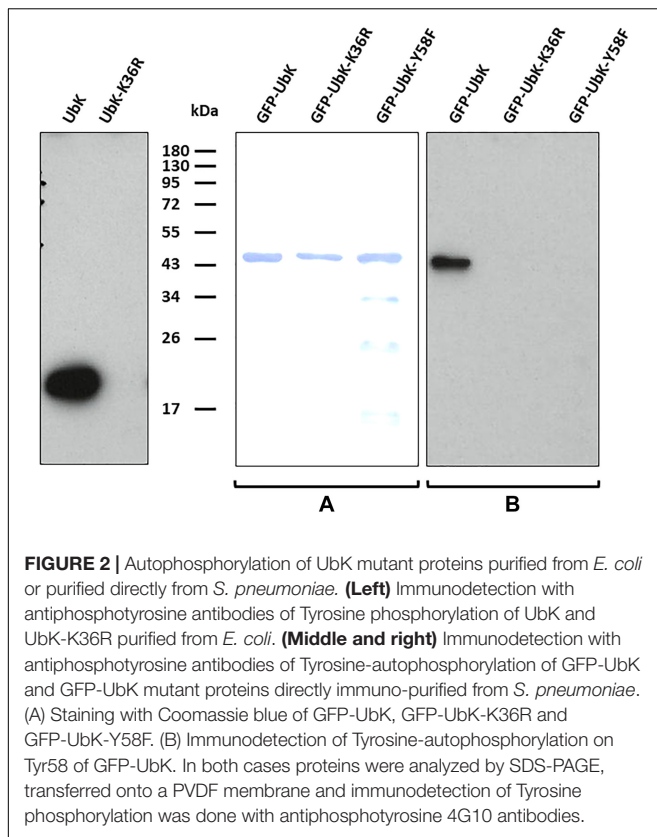 UbK
UbK-K36R
kDa
GFP-UbK
GFP-UbK-K36R
GFP-UbK-Y58F
GFP-UbK
GFP-UbK-K36R
GFP-UbK-Y58F
180
130
95
72
55
43
34
26
17
A
B
FIGURE 2 | Autophosphorylation of UbK mutant proteins purified from E. coli
or purified directly from S. pneumoniae. (Left) Immunodetection with
antiphosphotyrosine antibodies of Tyrosine phosphorylation of UbK and
UbK-K36R purified from E. coli. (Middle and right) Immunodetection with
antiphosphotyrosine antibodies of Tyrosine-autophosphorylation of GFP-UbK
and GFP-UbK mutant proteins directly immuno-purified from S. pneumoniae.
(A) Staining with Coomassie blue of GFP-UbK, GFP-UbK-K36R and
GFP-UbK-Y58F. (B) Immunodetection of Tyrosine-autophosphorylation on
Tyr58 of GFP-UbK. In both cases proteins were analyzed by SDS-PAGE,
transferred onto a PVDF membrane and immunodetection of Tyrosine
phosphorylation was done with antiphosphotyrosine 4G10 antibodies.